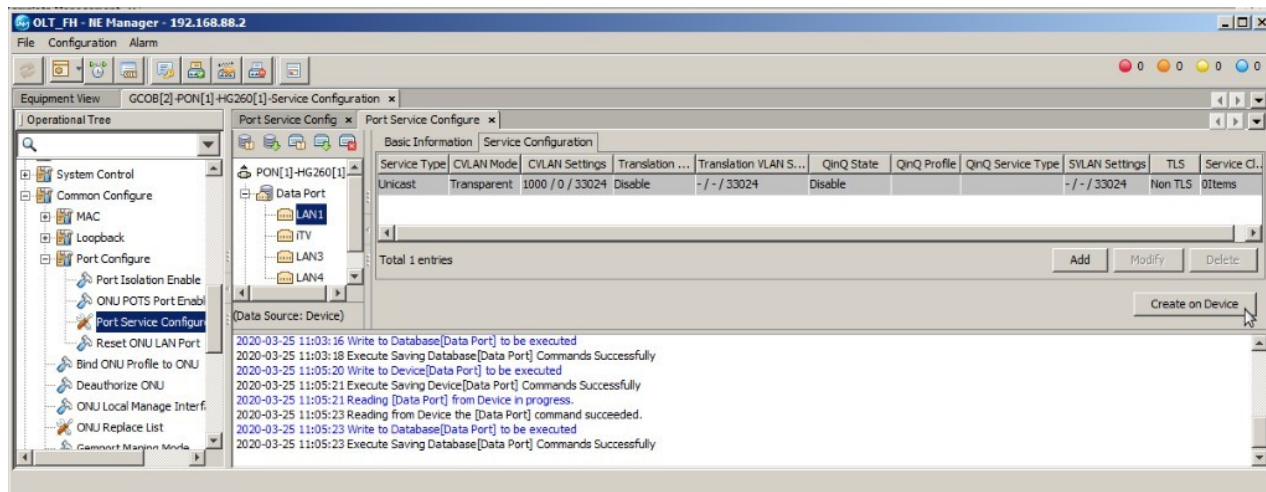 OLT_FH - NE Manager - 192.168.88.2
File Configuration Alarm
0 0 0 0
Equipment View GCOB[2]-PON[1]-HG260[1]-Service Configuration
Operational Tree
Port Service Config Port Service Configure
Basic Information Service Configuration
Service Type CVLAN Mode CVLAN Settings Translation ... Translation VLAN S... QinQ State QinQ Profile QinQ Service Type SVLAN Settings TLS Service Cl..
Unicast Transparent 1000 / 0 / 33024 Disable - / - / 33024 Disable - / - / 33024 Non TLS 0Items
System Control
Common Configure
MAC
Loopback
Port Configure
Port Isolation Enable
ONU POTS Port Enabl
Port Service Configure
Reset ONU LAN Port
Bind ONU Profile to ONU
Deauthorize ONU
ONU Local Manage Interf
ONU Replace List
Gemport Maping Mode
PON[1]-HG260[1]
Data Port
LAN1
iTV
LAN3
LAN4
(Data Source: Device)
Total 1 entries
Add Modify Delete
Create on Device
2020-03-25 11:03:16 Write to Database[Data Port] to be executed
2020-03-25 11:03:18 Execute Saving Database[Data Port] Commands Successfully
2020-03-25 11:05:20 Write to Device[Data Port] to be executed
2020-03-25 11:05:21 Execute Saving Device[Data Port] Commands Successfully
2020-03-25 11:05:21 Reading [Data Port] from Device in progress.
2020-03-25 11:05:23 Reading from Device the [Data Port] command succeeded.
2020-03-25 11:05:23 Write to Database[Data Port] to be executed
2020-03-25 11:05:23 Execute Saving Database[Data Port] Commands Successfully